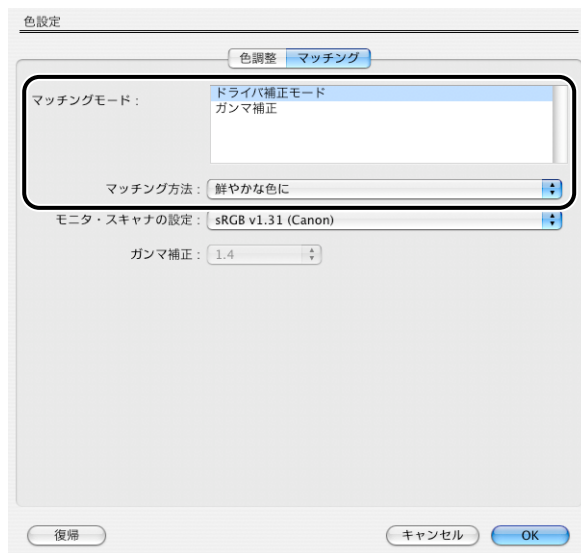 色設定
色調整 マッチング
マッチングモード：
ドライバ補正モード
ガンマ補正
マッチング方法： 鮮やかな色に
モニタ・スキャナの設定： sRGB v1.31 (Canon)
ガンマ補正： 1.4
復帰 キャンセル OK